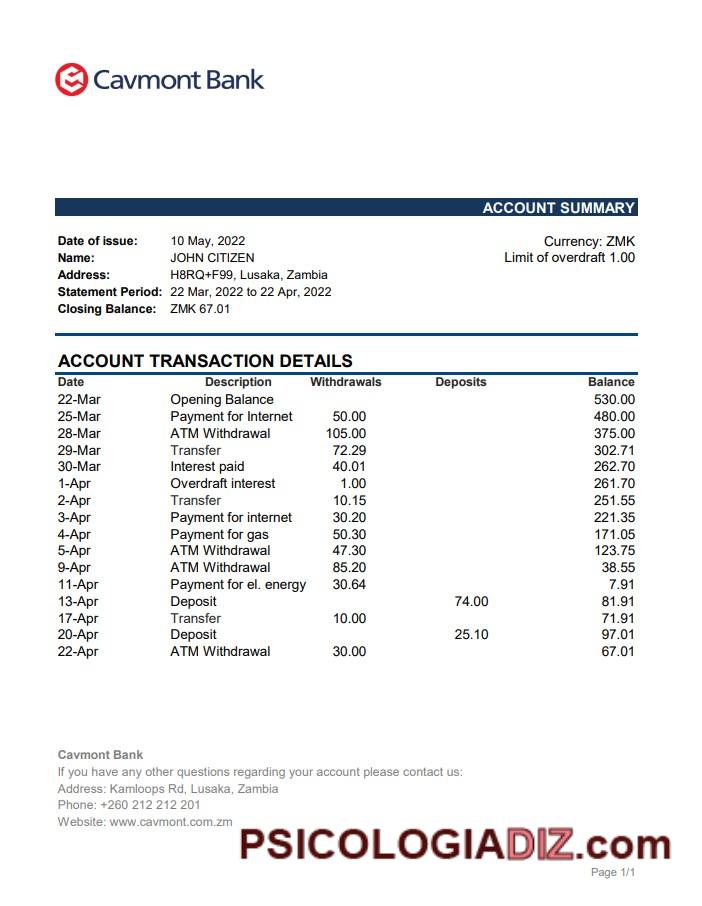 Cavmont Bank
ACCOUNT SUMMARY
Date of issue: 10 May, 2022 Currency: ZMK
Name: JOHN CITIZEN Limit of overdraft 1.00
Address: H8RQ+F99, Lusaka, Zambia
Statement Period: 22 Mar, 2022 to 22 Apr, 2022
Closing Balance: ZMK 67.01
ACCOUNT TRANSACTION DETAILS
Date Description Withdrawals Deposits Balance
22-Mar Opening Balance 530.00
25-Mar Payment for Internet 50.00 480.00
28-Mar ATM Withdrawal 105.00 375.00
29-Mar Transfer 72.29 302.71
30-Mar Interest paid 40.01 262.70
1-Apr Overdraft interest 1.00 261.70
2-Apr Transfer 10.15 251.55
3-Apr Payment for internet 30.20 221.35
4-Apr Payment for gas 50.30 171.05
5-Apr ATM Withdrawal 47.30 123.75
9-Apr ATM Withdrawal 85.20 38.55
11-Apr Payment for el. energy 30.64 7.91
13-Apr Deposit 74.00 81.91
17-Apr Transfer 10.00 71.91
20-Apr Deposit 25.10 97.01
22-Apr ATM Withdrawal 30.00 67.01
Cavmont Bank
If you have any other questions regarding your account please contact us:
Address: Kamloops Rd, Lusaka, Zambia
Phone: +260 212 212 201
Website: www.cavmont.com.zm
PSICOLOGIADIZ.com
Page 1/1